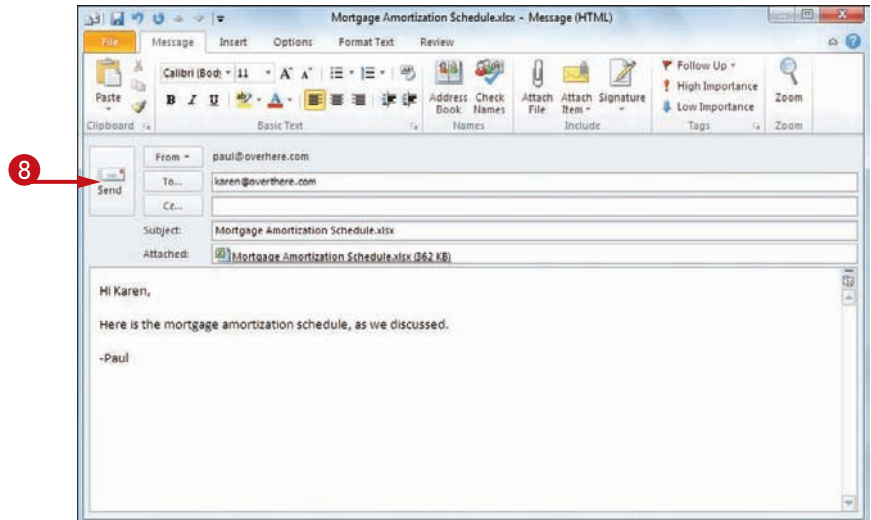 Mortgage Amortization Schedule.xlsx - Message (HTML)
File Message Insert Options Format Text Review
Paste
Calibri (Body 11 A A
B I U ab A
Address Book
Check Names
Attach File
Attach Item
Signature
Follow Up
High Importance
Low Importance
Zoom
Clipboard Basic Text Names Include Tags Zoom
8
Send
From paul@overhere.com
To... karen@overthere.com
Cc...
Subject: Mortgage Amortization Schedule.xlsx
Attached: Mortgage Amortization Schedule.xlsx (362 KB)
Hi Karen,
Here is the mortgage amortization schedule, as we discussed.
-Paul